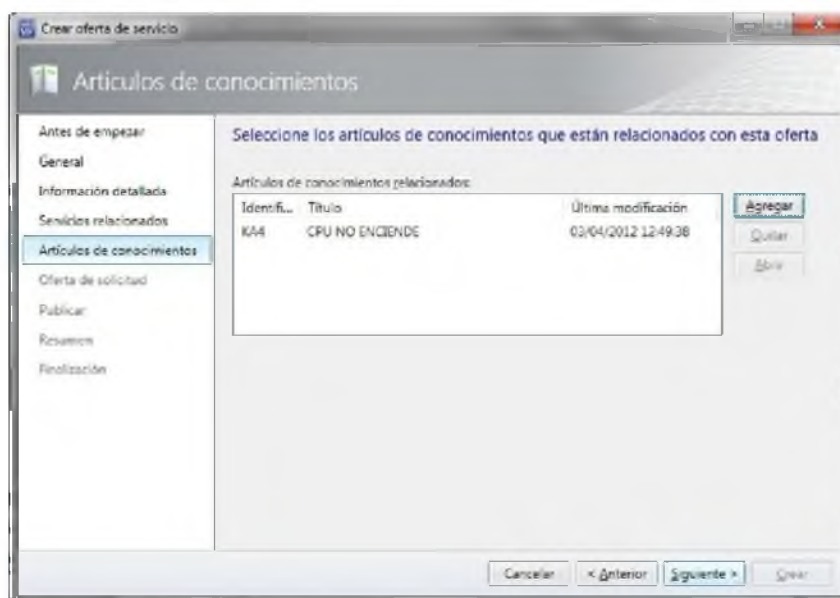 Crear oferta de servicio
Artículos de conocimientos
Antes de empezar
General
Información detallada
Servicios relacionados
Artículos de conocimientos
Oferta de solicitud
Publicar
Resumen
Finalización
Seleccione los artículos de conocimientos que están relacionados con esta oferta
Artículos de conocimientos relacionados:
Identifi... Título Última modificación
KA4 CPU NO ENCIENDE 03/04/2012 12:49:38
Agregar
Quitar
Abrir
Cancelar < Anterior Siguiente > Crear